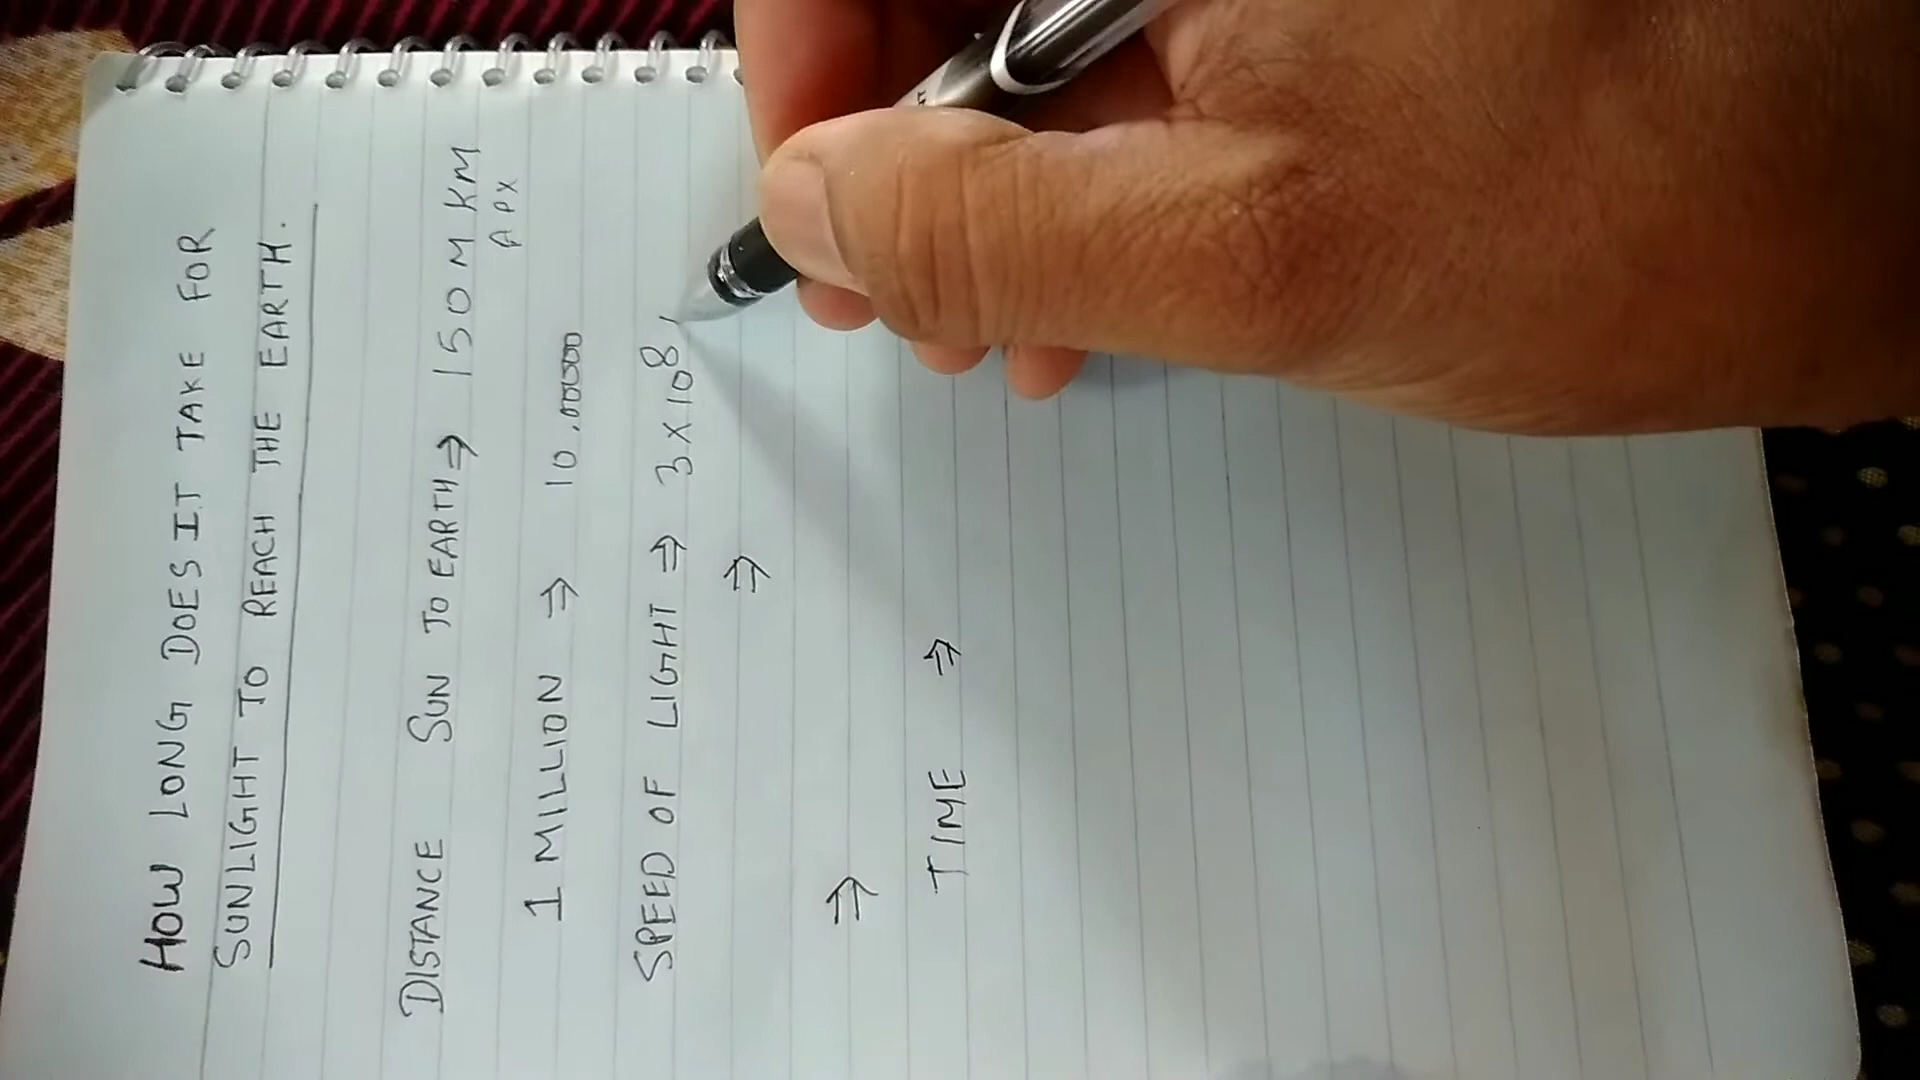 HOW LONG DOES IT TAKE FOR
SUNLIGHT TO REACH THE EARTH.
DISTANCE SUN TO EARTH ⇒ 150 M KM
APX
1 MILLION ⇒ 10,00000
SPEED OF LIGHT ⇒ 3×10⁸
⇒
⇒
TIME ⇒